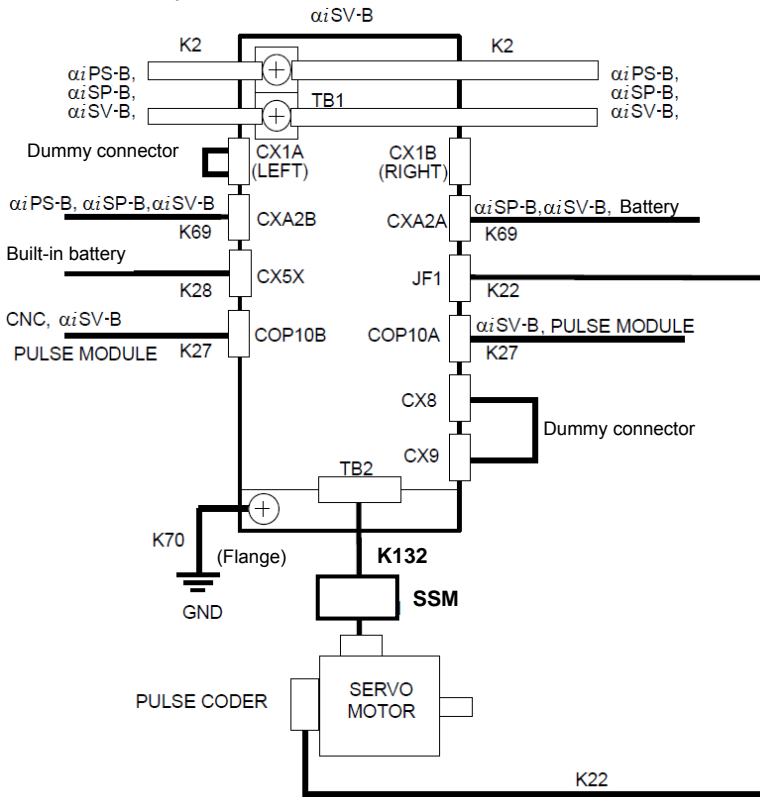 αiSV-B
K2
K2
αiPS-B,
αiSP-B,
αiSV-B,
αiPS-B,
αiSP-B,
αiSV-B,
TB1
Dummy connector
CX1A
(LEFT)
CX1B
(RIGHT)
αiPS-B, αiSP-B,αiSV-B
K69
CXA2B
CXA2A
αiSP-B,αiSV-B, Battery
K69
Built-in battery
K28
CX5X
JF1
K22
CNC, αiSV-B
PULSE MODULE
K27
COP10B
COP10A
αiSV-B, PULSE MODULE
K27
CX8
Dummy connector
CX9
TB2
K70
(Flange)
K132
GND
SSM
PULSE CODER
SERVO
MOTOR
K22